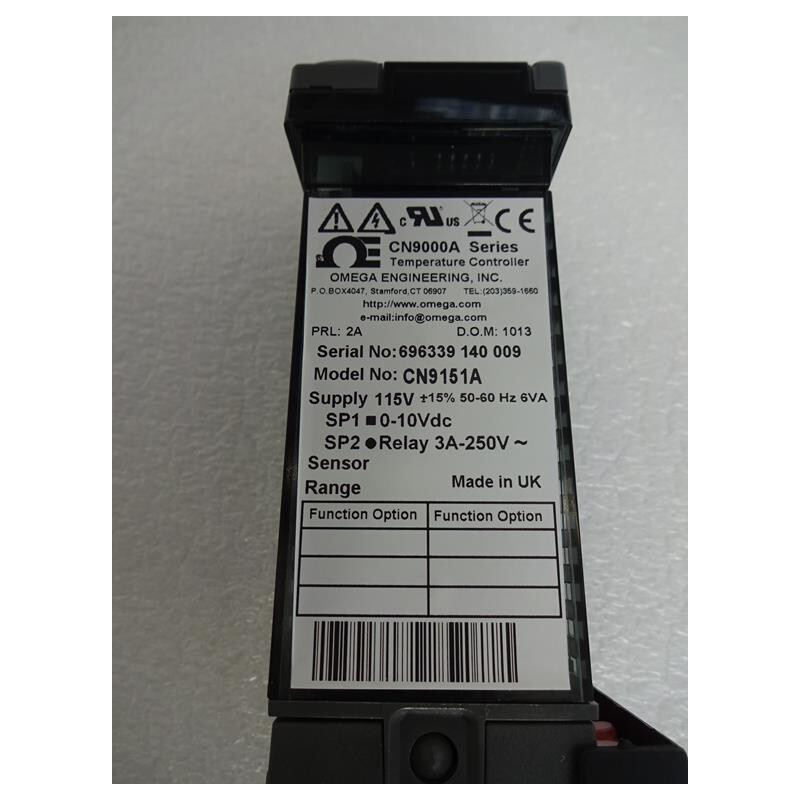 C RU US CE
CN9000A Series
Temperature Controller
OMEGA ENGINEERING, INC.
P.O.BOX4047, Stamford,CT 06907 TEL:(203)359-1660
http://www.omega.com
e-mail:info@omega.com
PRL: 2A D.O.M: 1013
Serial No:696339 140 009
Model No: CN9151A
Supply 115V ±15% 50-60 Hz 6VA
SP1 ■ 0-10Vdc
SP2 ● Relay 3A-250V ~
Sensor
Range Made in UK
Function Option Function Option